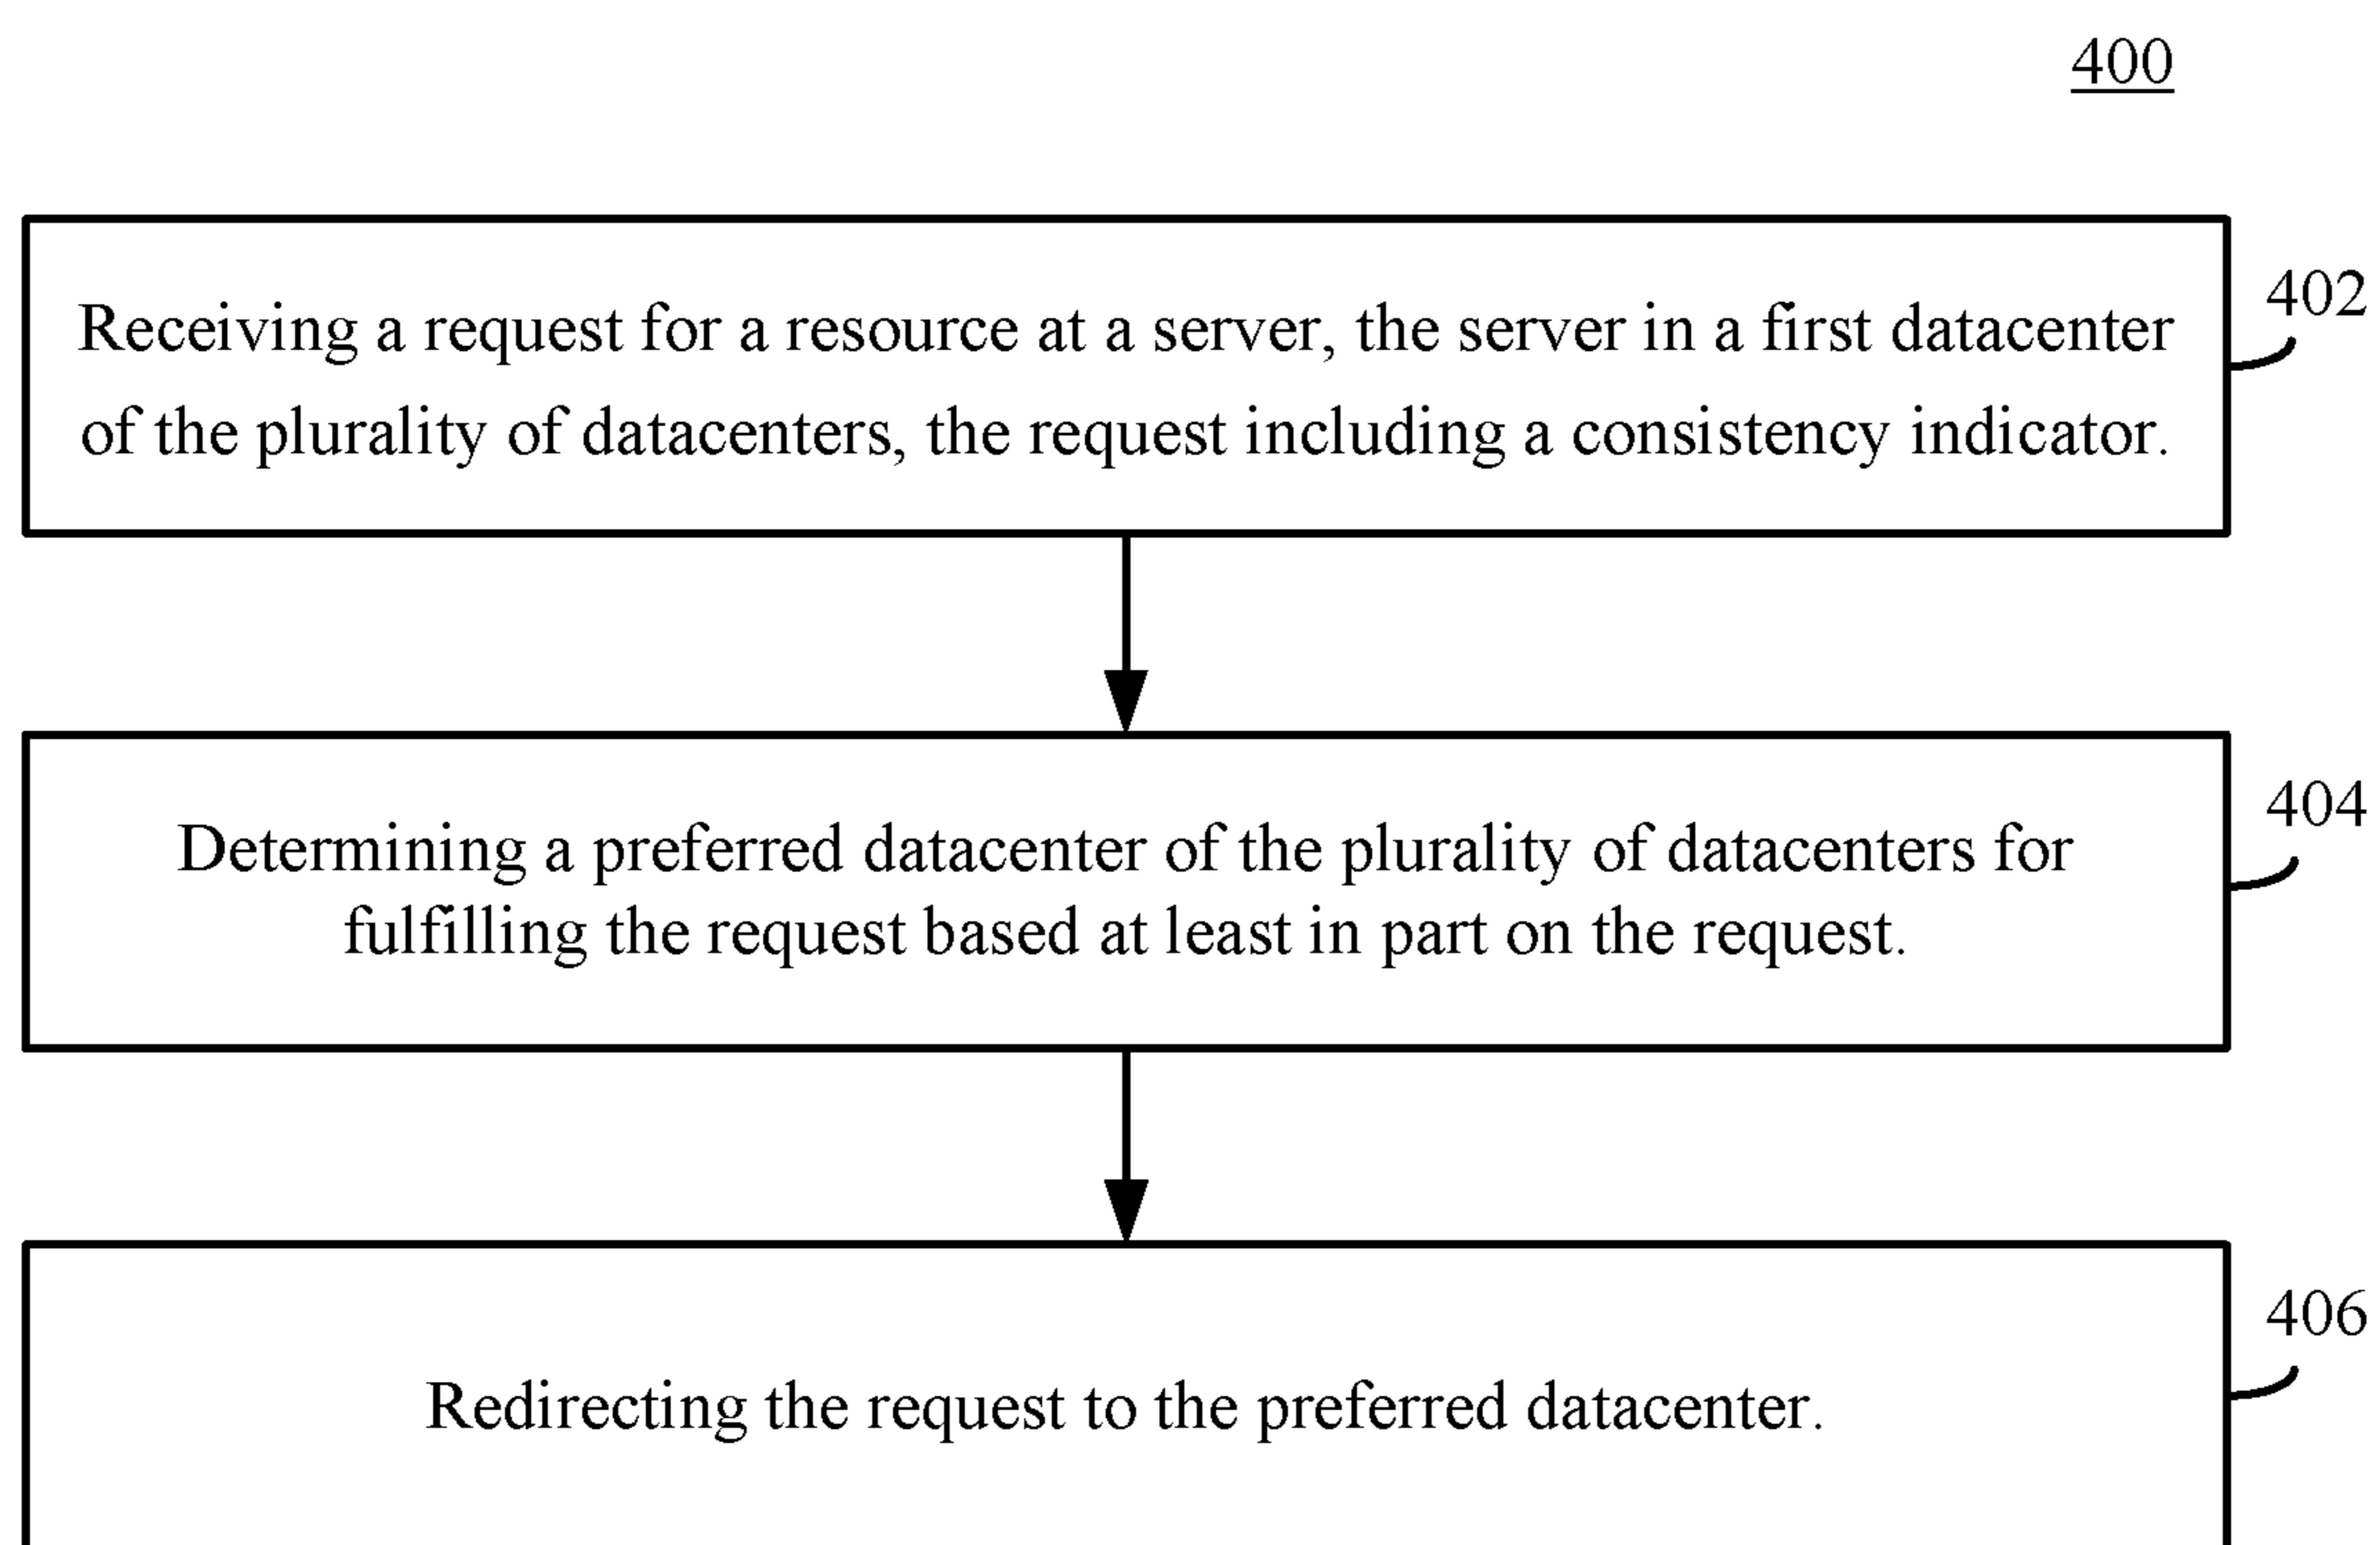 400
Receiving a request for a resource at a server, the server in a first datacenter
of the plurality of datacenters, the request including a consistency indicator.
402
Determining a preferred datacenter of the plurality of datacenters for
fulfilling the request based at least in part on the request.
404
Redirecting the request to the preferred datacenter.
406